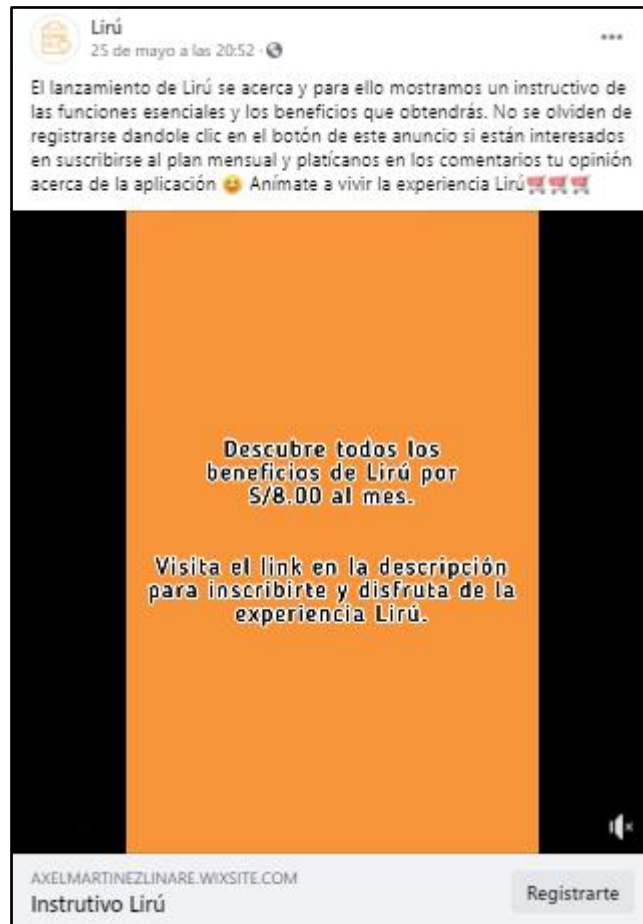 Lirú
25 de mayo a las 20:52 ·
El lanzamiento de Lirú se acerca y para ello mostramos un instructivo de
las funciones esenciales y los beneficios que obtendrás. No se olviden de
registrarse dandole clic en el botón de este anuncio si están interesados
en suscribirse al plan mensual y platícanos en los comentarios tu opinión
acerca de la aplicación 😆 Anímate a vivir la experiencia Lirú🛒🛒🛒
Descubre todos los
beneficios de Lirú por
S/8.00 al mes.
Visita el link en la descripción
para inscribirte y disfruta de la
experiencia Lirú.
AXELMARTINEZLINARE.WIXSITE.COM
Instrutivo Lirú
Registrarte